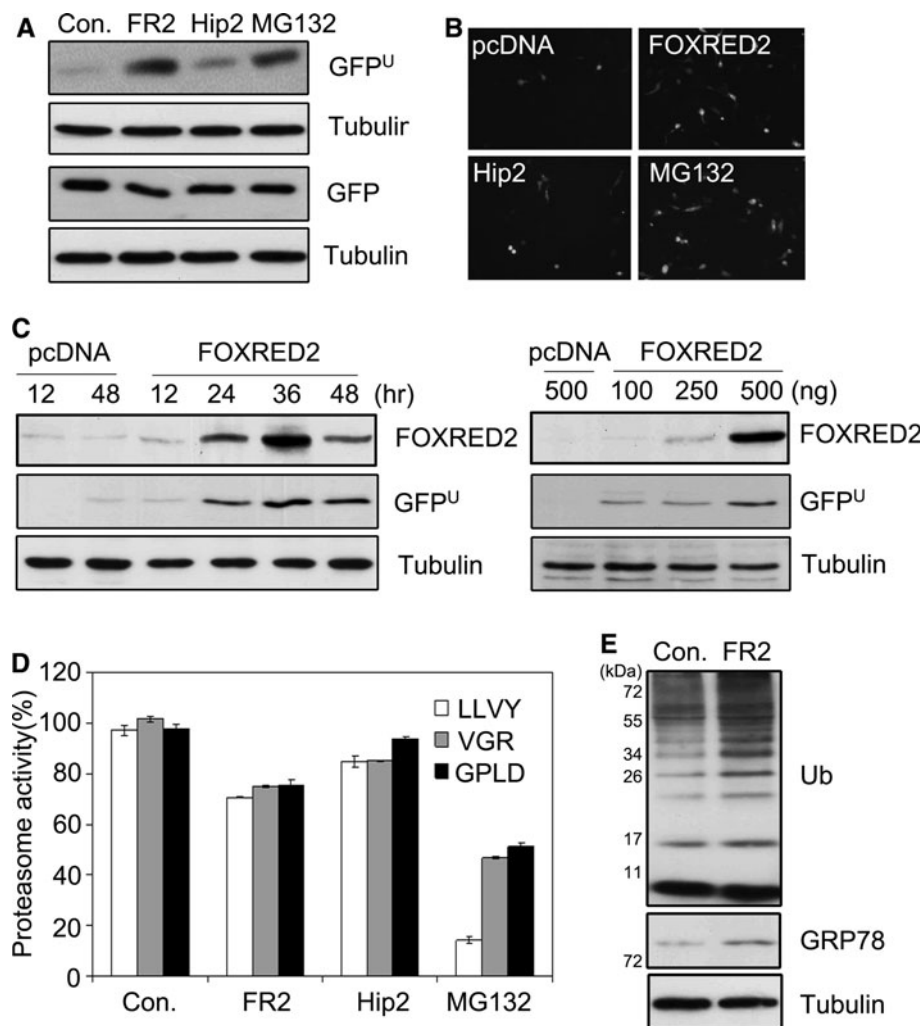 A
Con. FR2 Hip2 MG132
GFPU
Tubulir
GFP
Tubulin
B
pcDNA
FOXRED2
Hip2
MG132
C
pcDNA FOXRED2
12 48 12 24 36 48 (hr)
FOXRED2
GFPU
Tubulin
pcDNA FOXRED2
500 100 250 500 (ng)
FOXRED2
GFPU
Tubulin
D
Proteasome activity(%)
120
100
80
60
40
20
0
LLVY
VGR
GPLD
Con. FR2 Hip2 MG132
E
Con. FR2
(kDa)
72
55
34
26
17
11
Ub
72
GRP78
Tubulin